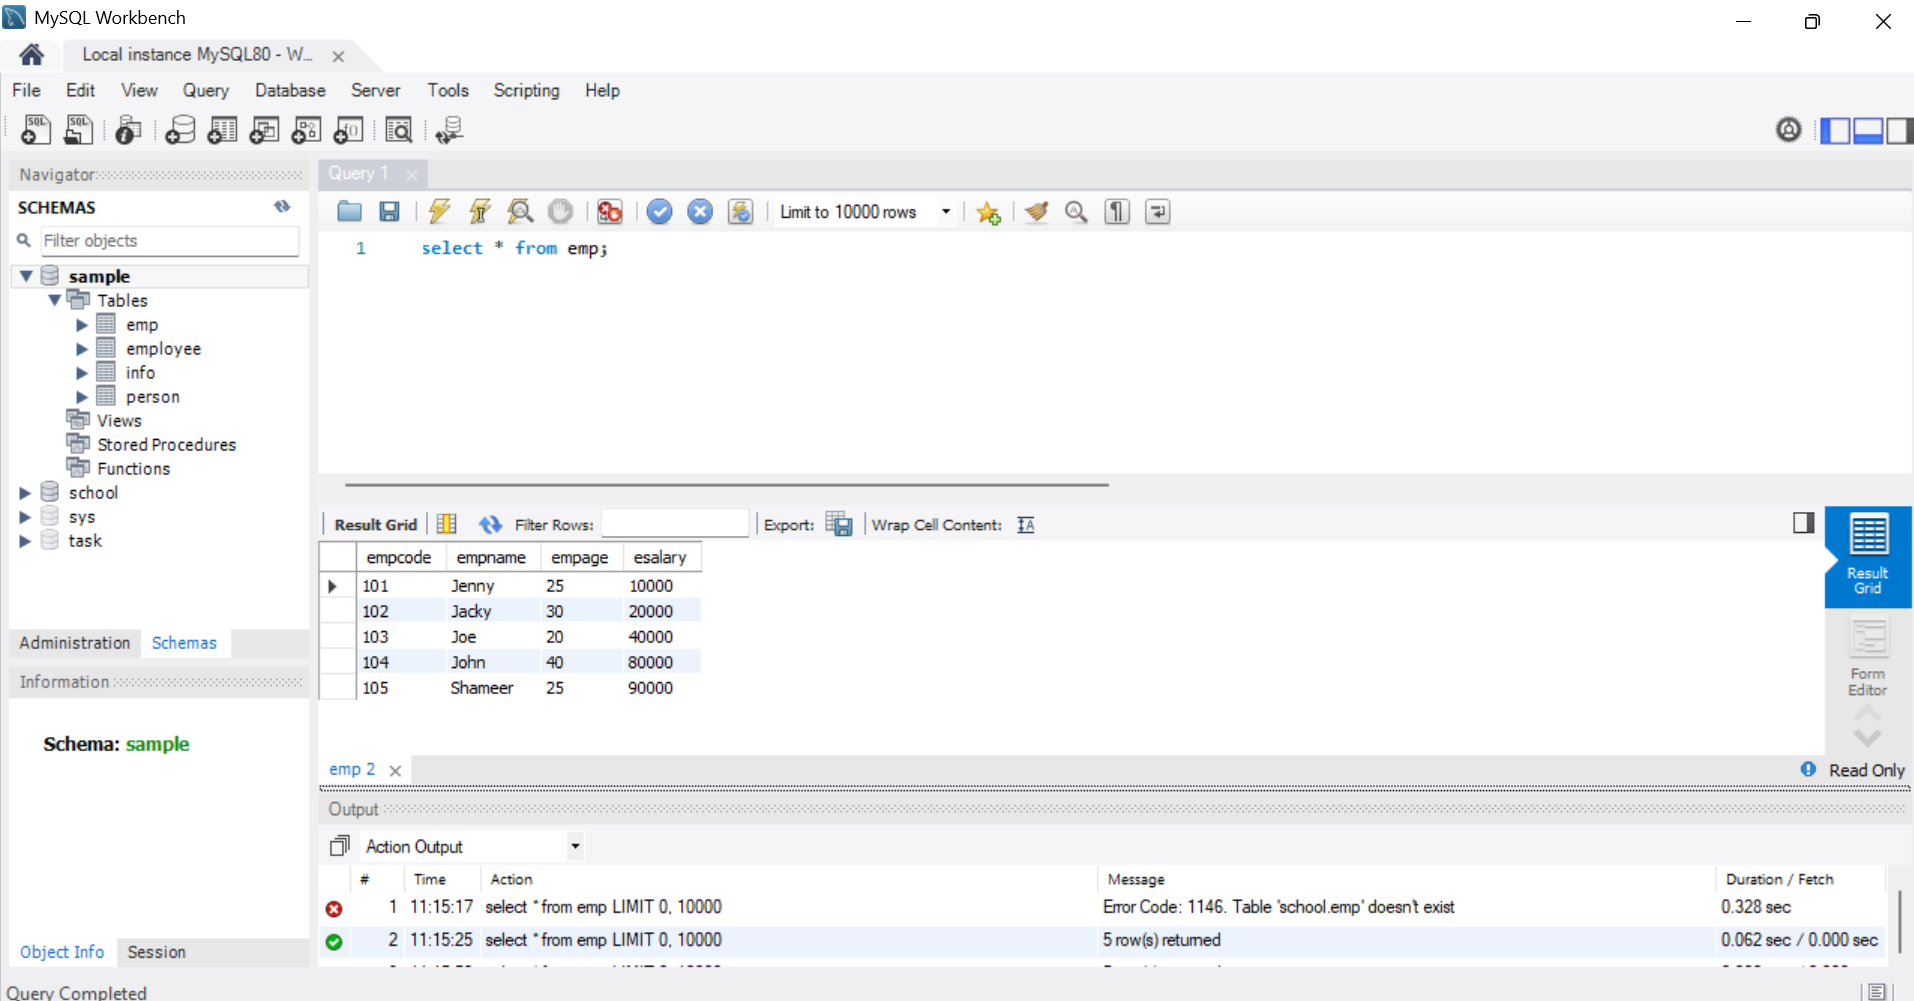 MySQL Workbench
Local instance MySQL80 - W...
File Edit View Query Database Server Tools Scripting Help
Navigator
SCHEMAS
Filter objects
sample
Tables
emp
employee
info
person
Views
Stored Procedures
Functions
school
sys
task
Administration Schemas
Information
Schema: sample
Object Info Session
Query 1
Limit to 10000 rows
1 select * from emp;
Result Grid Filter Rows: Export: Wrap Cell Content:
empcode empname empage esalary
101 Jenny 25 10000
102 Jacky 30 20000
103 Joe 20 40000
104 John 40 80000
105 Shameer 25 90000
Result
Grid
Form
Editor
emp 2
Read Only
Output
Action Output
# Time Action Message Duration / Fetch
1 11:15:17 select * from emp LIMIT 0, 10000 Error Code: 1146. Table 'school.emp' doesn't exist 0.328 sec
2 11:15:25 select * from emp LIMIT 0, 10000 5 row(s) returned 0.062 sec / 0.000 sec
Query Completed